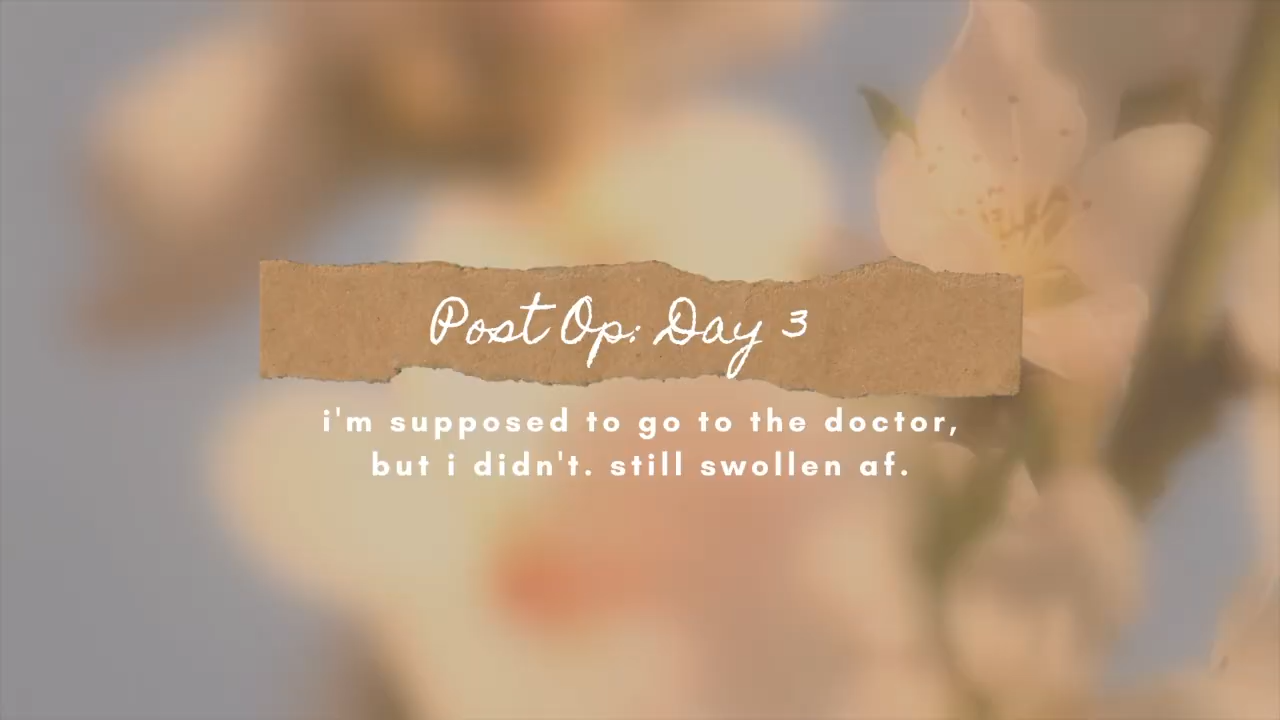 Post Op: Day 3
i'm supposed to go to the doctor,
but i didn't. still swollen af.